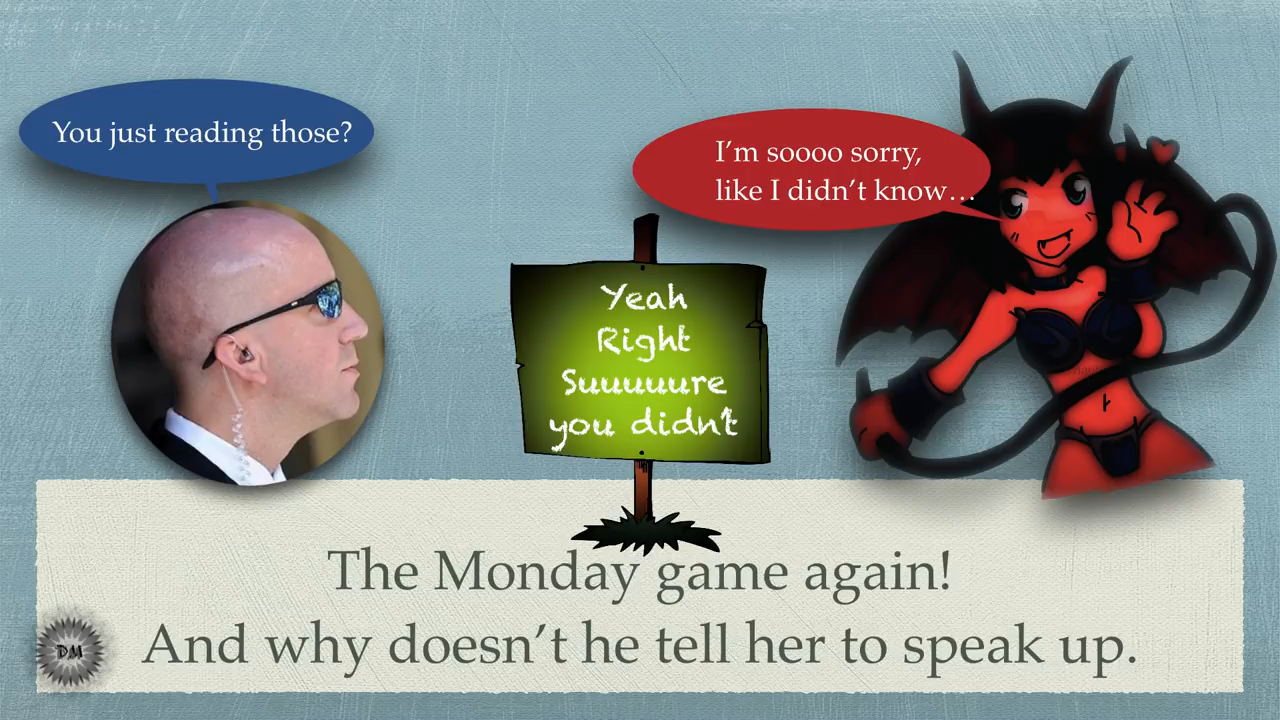 You just reading those?
I'm soooo sorry,
like I didn't know…
Yeah
Right
Suuuuure
you didn't
The Monday game again!
And why doesn't he tell her to speak up.
DM